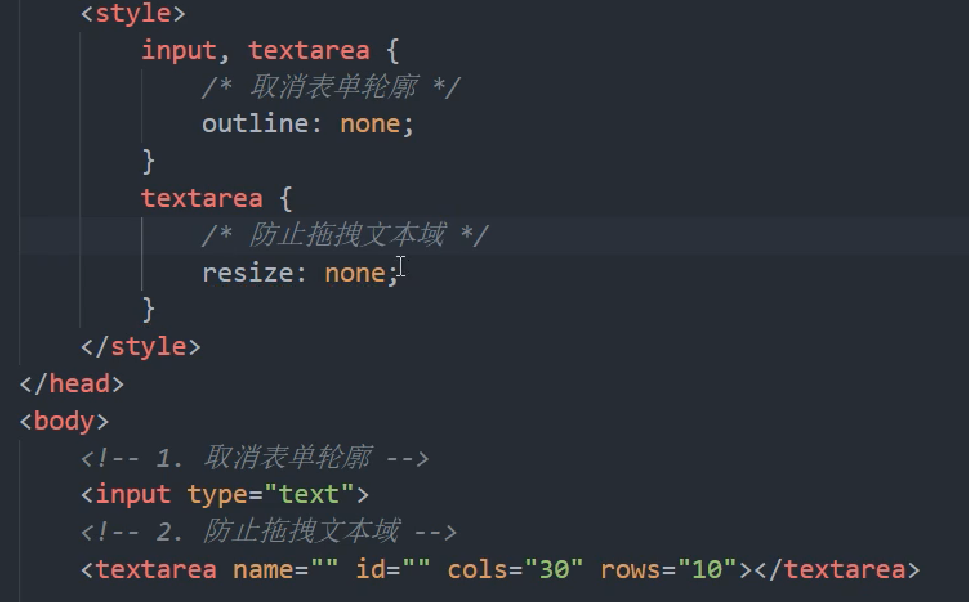 <style>
input, textarea {
/* 取消表单轮廓 */
outline: none;
}
textarea {
/* 防止拖拽文本域 */
resize: none;
}
</style>
</head>
<body>
<!-- 1. 取消表单轮廓 -->
<input type="text">
<!-- 2. 防止拖拽文本域 -->
<textarea name="" id="" cols="30" rows="10"></textarea>